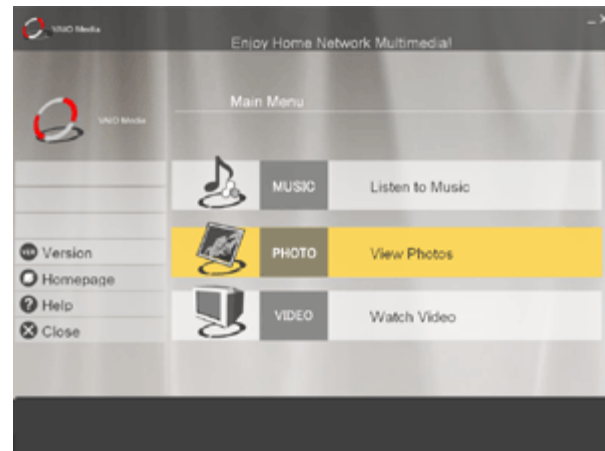 VAIO Media
Enjoy Home Network Multimedia!
VAIO Media
Main Menu
MUSIC
Listen to Music
PHOTO
View Photos
VIDEO
Watch Video
VER Version
Homepage
? Help
Close